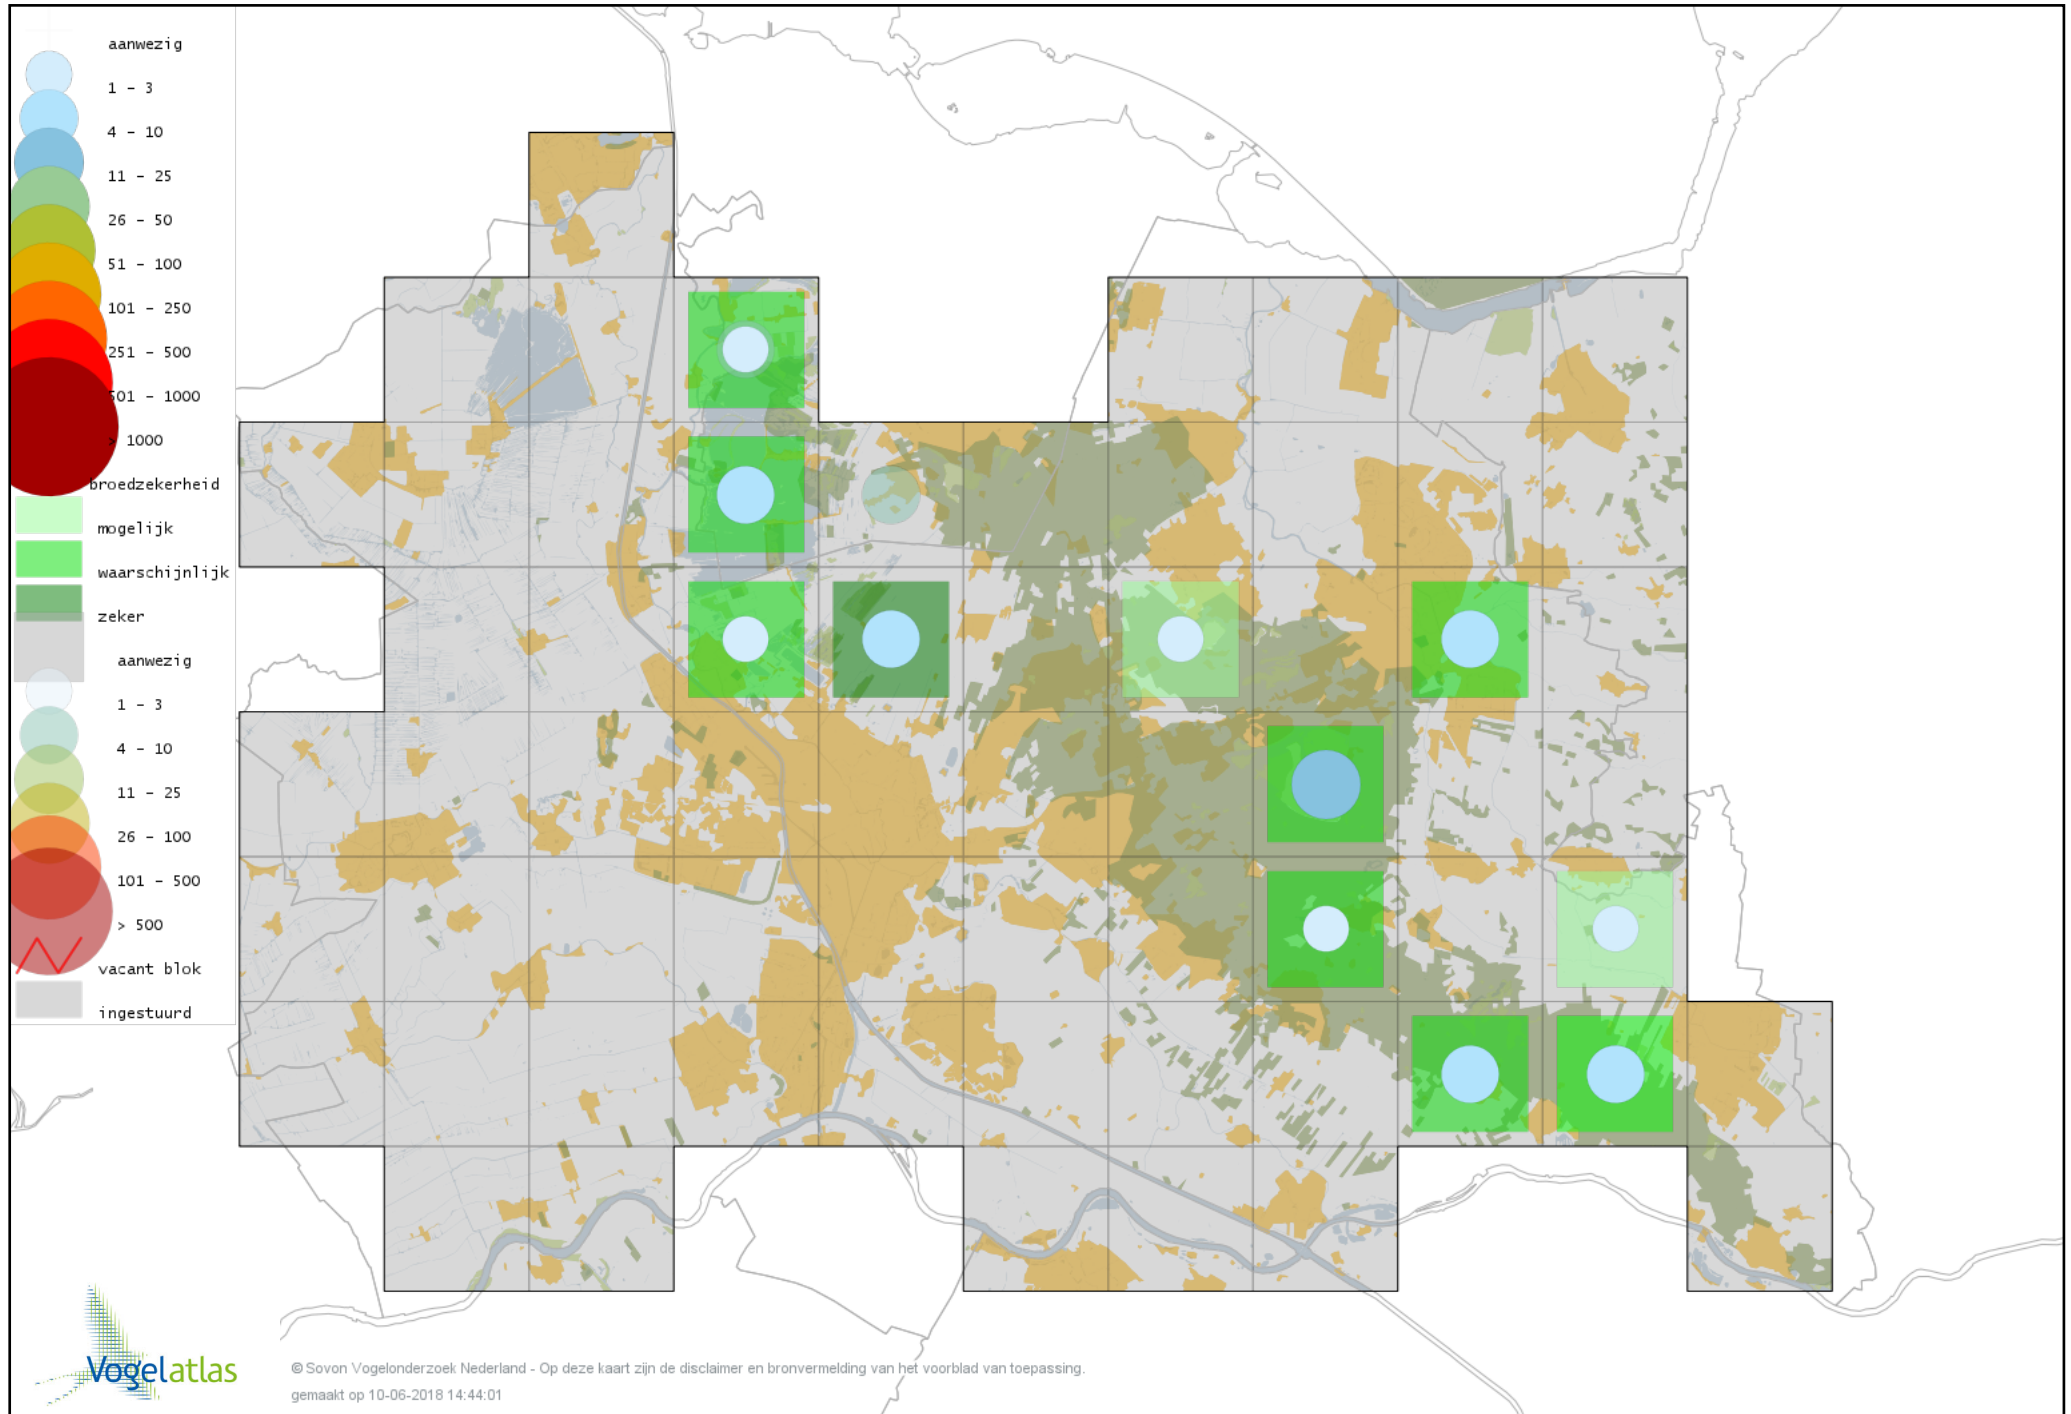 aanwezig
1 - 3
4 - 10
11 - 25
26 - 50
51 - 100
101 - 250
251 - 500
501 - 1000
> 1000
broedzekerheid
mogelijk
waarschijnlijk
zeker
aanwezig
1 - 3
4 - 10
11 - 25
26 - 100
101 - 500
> 500
vacant blok
ingestuurd
Vogelatlas
© Sovon Vogelonderzoek Nederland - Op deze kaart zijn de disclaimer en bronvermelding van het voorblad van toepassing.
gemaakt op 10-06-2018 14:44:01